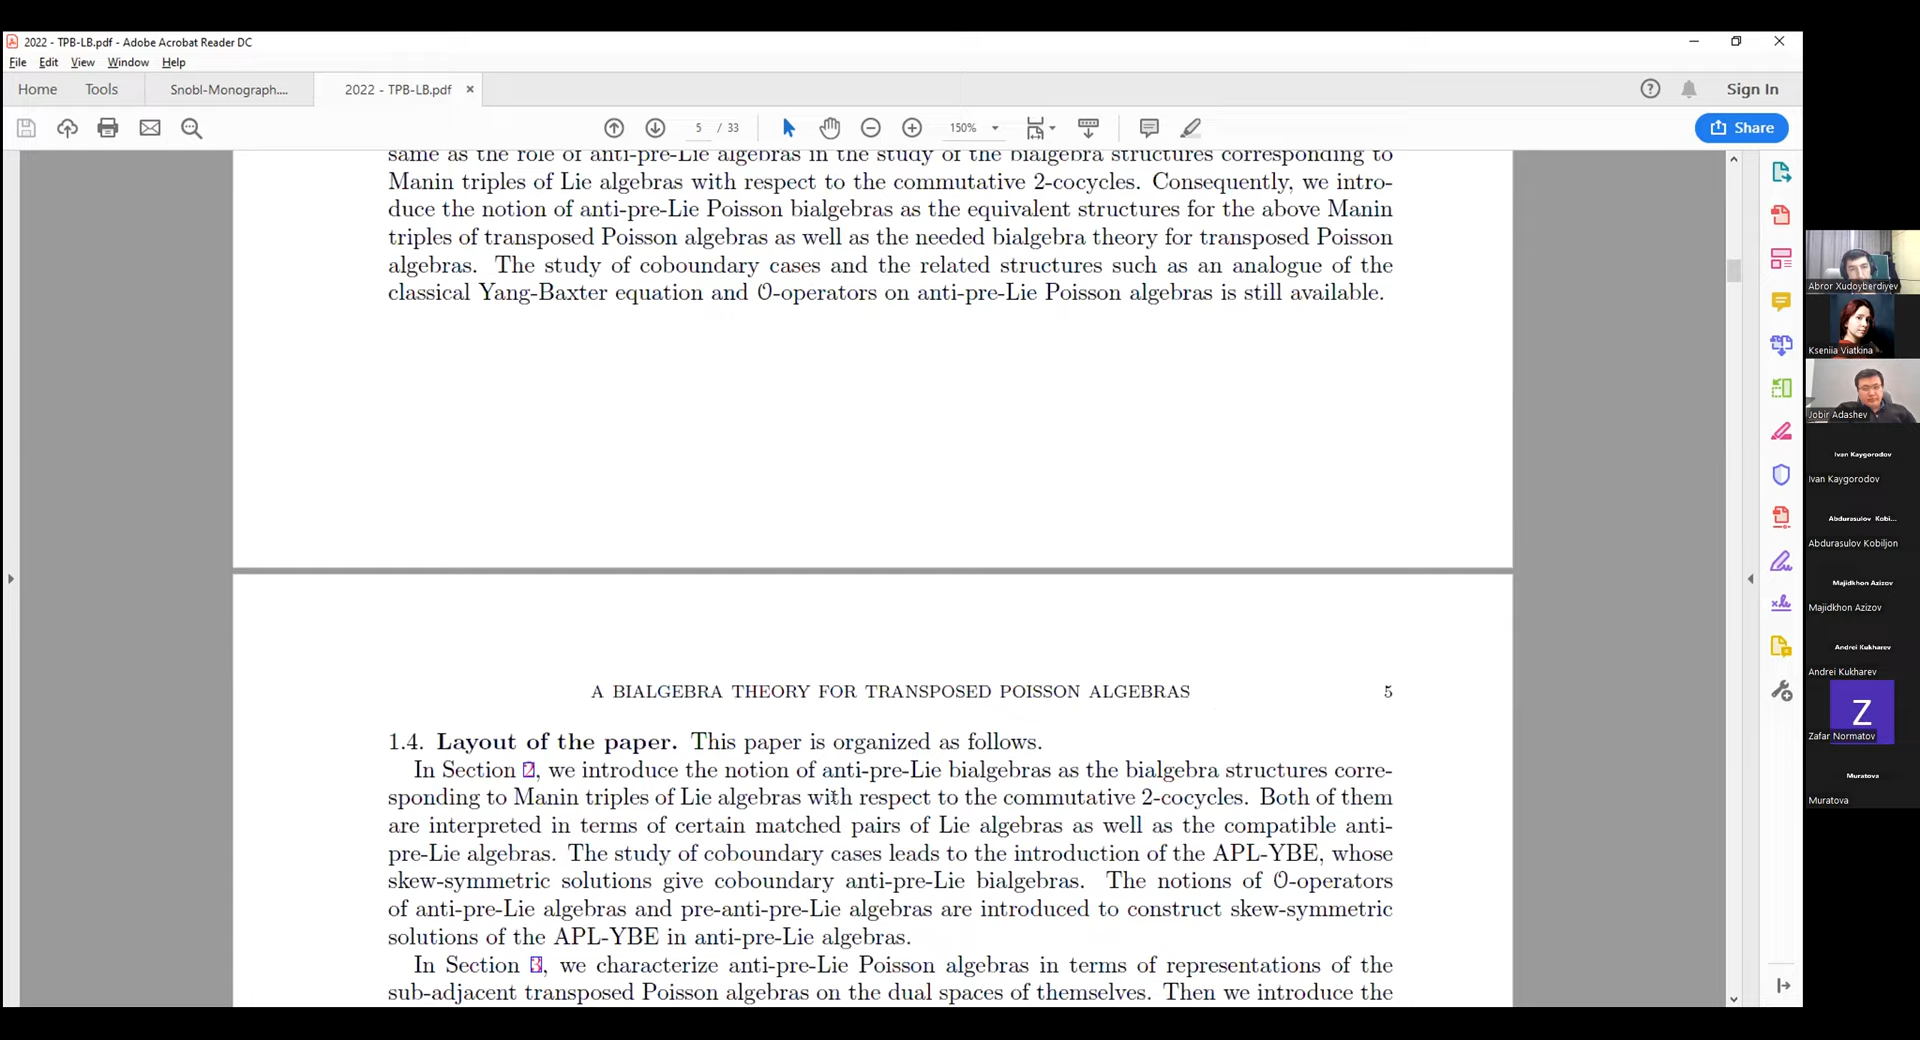 2022 - TPB-LB.pdf - Adobe Acrobat Reader DC
File Edit View Window Help
Home Tools Snobl-Monograph.... 2022 - TPB-LB.pdf × Sign In
5 / 33 150% Share
same as the role of anti-pre-Lie algebras in the study of the bialgebra structures corresponding to
Manin triples of Lie algebras with respect to the commutative 2-cocycles. Consequently, we intro-
duce the notion of anti-pre-Lie Poisson bialgebras as the equivalent structures for the above Manin
triples of transposed Poisson algebras as well as the needed bialgebra theory for transposed Poisson
algebras. The study of coboundary cases and the related structures such as an analogue of the
classical Yang-Baxter equation and O-operators on anti-pre-Lie Poisson algebras is still available.
A BIALGEBRA THEORY FOR TRANSPOSED POISSON ALGEBRAS 5
1.4. Layout of the paper. This paper is organized as follows.
In Section 2, we introduce the notion of anti-pre-Lie bialgebras as the bialgebra structures corre-
sponding to Manin triples of Lie algebras with respect to the commutative 2-cocycles. Both of them
are interpreted in terms of certain matched pairs of Lie algebras as well as the compatible anti-
pre-Lie algebras. The study of coboundary cases leads to the introduction of the APL-YBE, whose
skew-symmetric solutions give coboundary anti-pre-Lie bialgebras. The notions of O-operators
of anti-pre-Lie algebras and pre-anti-pre-Lie algebras are introduced to construct skew-symmetric
solutions of the APL-YBE in anti-pre-Lie algebras.
In Section 3, we characterize anti-pre-Lie Poisson algebras in terms of representations of the
sub-adjacent transposed Poisson algebras on the dual spaces of themselves. Then we introduce the
Abror Xudoyberdiyev
Kseniia Viatkina
Jobir Adashev
Ivan Kaygorodov
Ivan Kaygorodov
Abdurasulov Kobi...
Abdurasulov Kobiljon
Majidkhon Azizov
Majidkhon Azizov
Andrei Kukharev
Andrei Kukharev
Z
Zafar Normatov
Muratova
Muratova